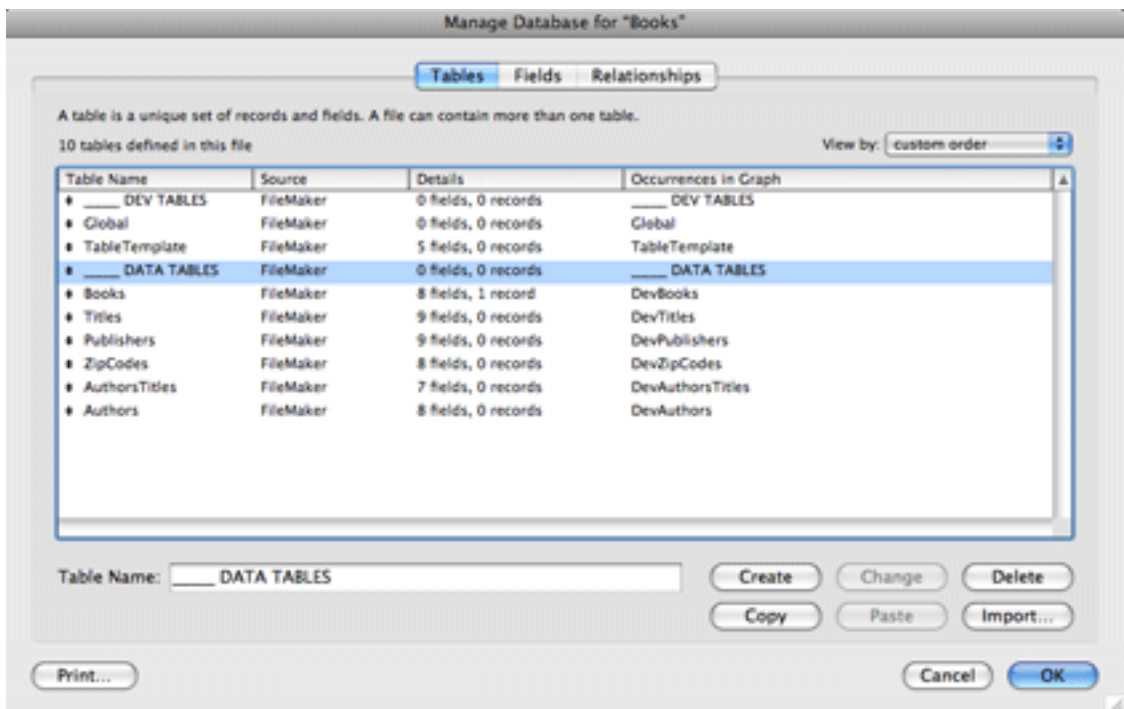 Manage Database for "Books"
Tables Fields Relationships
A table is a unique set of records and fields. A file can contain more than one table.
10 tables defined in this file View by: custom order
Table Name Source Details Occurrences in Graph
_____ DEV TABLES FileMaker 0 fields, 0 records _____ DEV TABLES
Global FileMaker 0 fields, 0 records Global
TableTemplate FileMaker 5 fields, 0 records TableTemplate
_____ DATA TABLES FileMaker 0 fields, 0 records _____ DATA TABLES
Books FileMaker 8 fields, 1 record DevBooks
Titles FileMaker 9 fields, 0 records DevTitles
Publishers FileMaker 9 fields, 0 records DevPublishers
ZipCodes FileMaker 8 fields, 0 records DevZipCodes
AuthorsTitles FileMaker 7 fields, 0 records DevAuthorsTitles
Authors FileMaker 8 fields, 0 records DevAuthors
Table Name: _____ DATA TABLES Create Change Delete
Copy Paste Import...
Print... Cancel OK